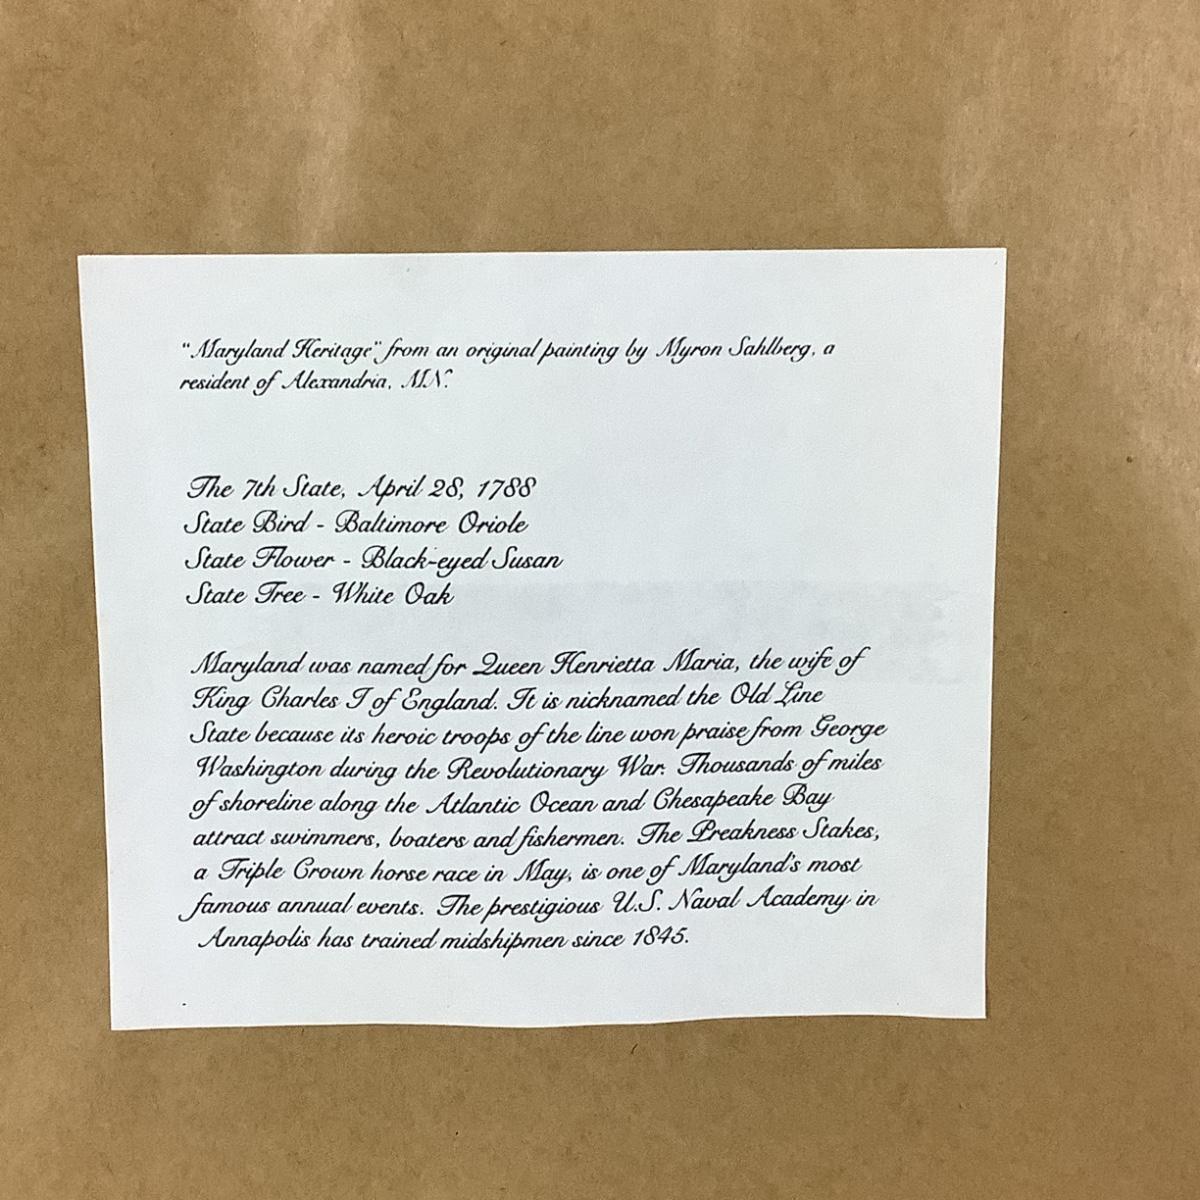 "Maryland Heritage" from an original painting by Myron Sahlberg, a
resident of Alexandria, MN.
The 7th State, April 28, 1788
State Bird - Baltimore Oriole
State Flower - Black-eyed Susan
State Tree - White Oak
Maryland was named for Queen Henrietta Maria, the wife of
King Charles I of England. It is nicknamed the Old Line
State because its heroic troops of the line won praise from George
Washington during the Revolutionary War. Thousands of miles
of shoreline along the Atlantic Ocean and Chesapeake Bay
attract swimmers, boaters and fishermen. The Preakness Stakes,
a Triple Crown horse race in May, is one of Maryland's most
famous annual events. The prestigious U.S. Naval Academy in
Annapolis has trained midshipmen since 1845.